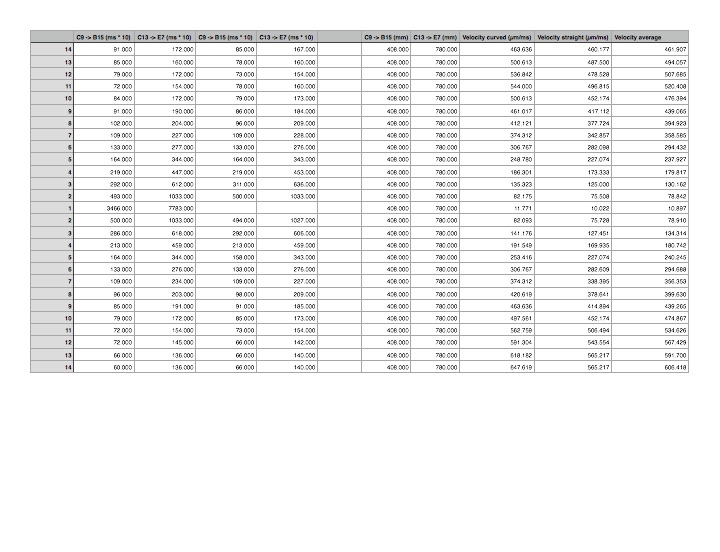 C9 -> B15 (ms * 10) C13 -> E7 (ms * 10) C9 -> B15 (ms * 10) C13 -> E7 (ms * 10) C9 -> B15 (mm) C13 -> E7 (mm) Velocity curved (µm/ms) Velocity straight (µm/ms) Velocity average
14 91.000 172.000 85.000 167.000 408.000 780.000 463.636 460.177 461.907
13 85.000 160.000 78.000 160.000 408.000 780.000 500.613 487.500 494.057
12 79.000 172.000 73.000 154.000 408.000 780.000 536.842 478.528 507.685
11 72.000 154.000 78.000 160.000 408.000 780.000 544.000 496.815 520.408
10 84.000 172.000 79.000 173.000 408.000 780.000 500.613 452.174 476.394
9 91.000 190.000 86.000 184.000 408.000 780.000 461.017 417.112 439.065
8 102.000 204.000 96.000 209.000 408.000 780.000 412.121 377.724 394.923
7 109.000 227.000 109.000 228.000 408.000 780.000 374.312 342.857 358.585
6 133.000 277.000 133.000 276.000 408.000 780.000 306.767 282.098 294.432
5 164.000 344.000 164.000 343.000 408.000 780.000 248.780 227.074 237.927
4 219.000 447.000 219.000 453.000 408.000 780.000 186.301 173.333 179.817
3 292.000 612.000 311.000 636.000 408.000 780.000 135.323 125.000 130.162
2 493.000 1033.000 500.000 1033.000 408.000 780.000 82.175 75.508 78.842
1 3466.000 7783.000 408.000 780.000 11.771 10.022 10.897
2 500.000 1033.000 494.000 1027.000 408.000 780.000 82.093 75.728 78.910
3 286.000 618.000 292.000 606.000 408.000 780.000 141.176 127.451 134.314
4 213.000 459.000 213.000 459.000 408.000 780.000 191.549 169.935 180.742
5 164.000 344.000 158.000 343.000 408.000 780.000 253.416 227.074 240.245
6 133.000 276.000 133.000 276.000 408.000 780.000 306.767 282.609 294.688
7 109.000 234.000 109.000 227.000 408.000 780.000 374.312 338.395 356.353
8 96.000 203.000 98.000 209.000 408.000 780.000 420.619 378.641 399.630
9 85.000 191.000 91.000 185.000 408.000 780.000 463.636 414.894 439.265
10 79.000 172.000 85.000 173.000 408.000 780.000 497.561 452.174 474.867
11 72.000 154.000 73.000 154.000 408.000 780.000 562.759 506.494 534.626
12 72.000 145.000 66.000 142.000 408.000 780.000 591.304 543.554 567.429
13 66.000 136.000 66.000 140.000 408.000 780.000 618.182 565.217 591.700
14 60.000 136.000 66.000 140.000 408.000 780.000 647.619 565.217 606.418